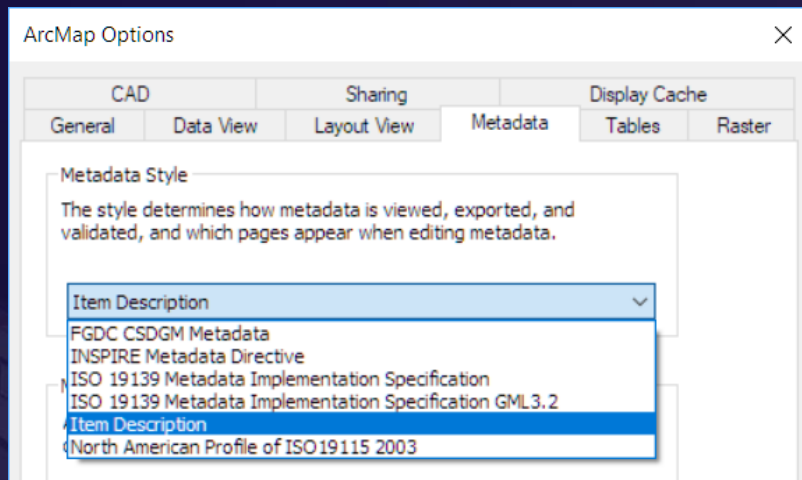 ArcMap Options
CAD Sharing Display Cache
General Data View Layout View Metadata Tables Raster
Metadata Style
The style determines how metadata is viewed, exported, and
validated, and which pages appear when editing metadata.
Item Description
FGDC CSDGM Metadata
INSPIRE Metadata Directive
ISO 19139 Metadata Implementation Specification
ISO 19139 Metadata Implementation Specification GML3.2
Item Description
North American Profile of ISO19115 2003